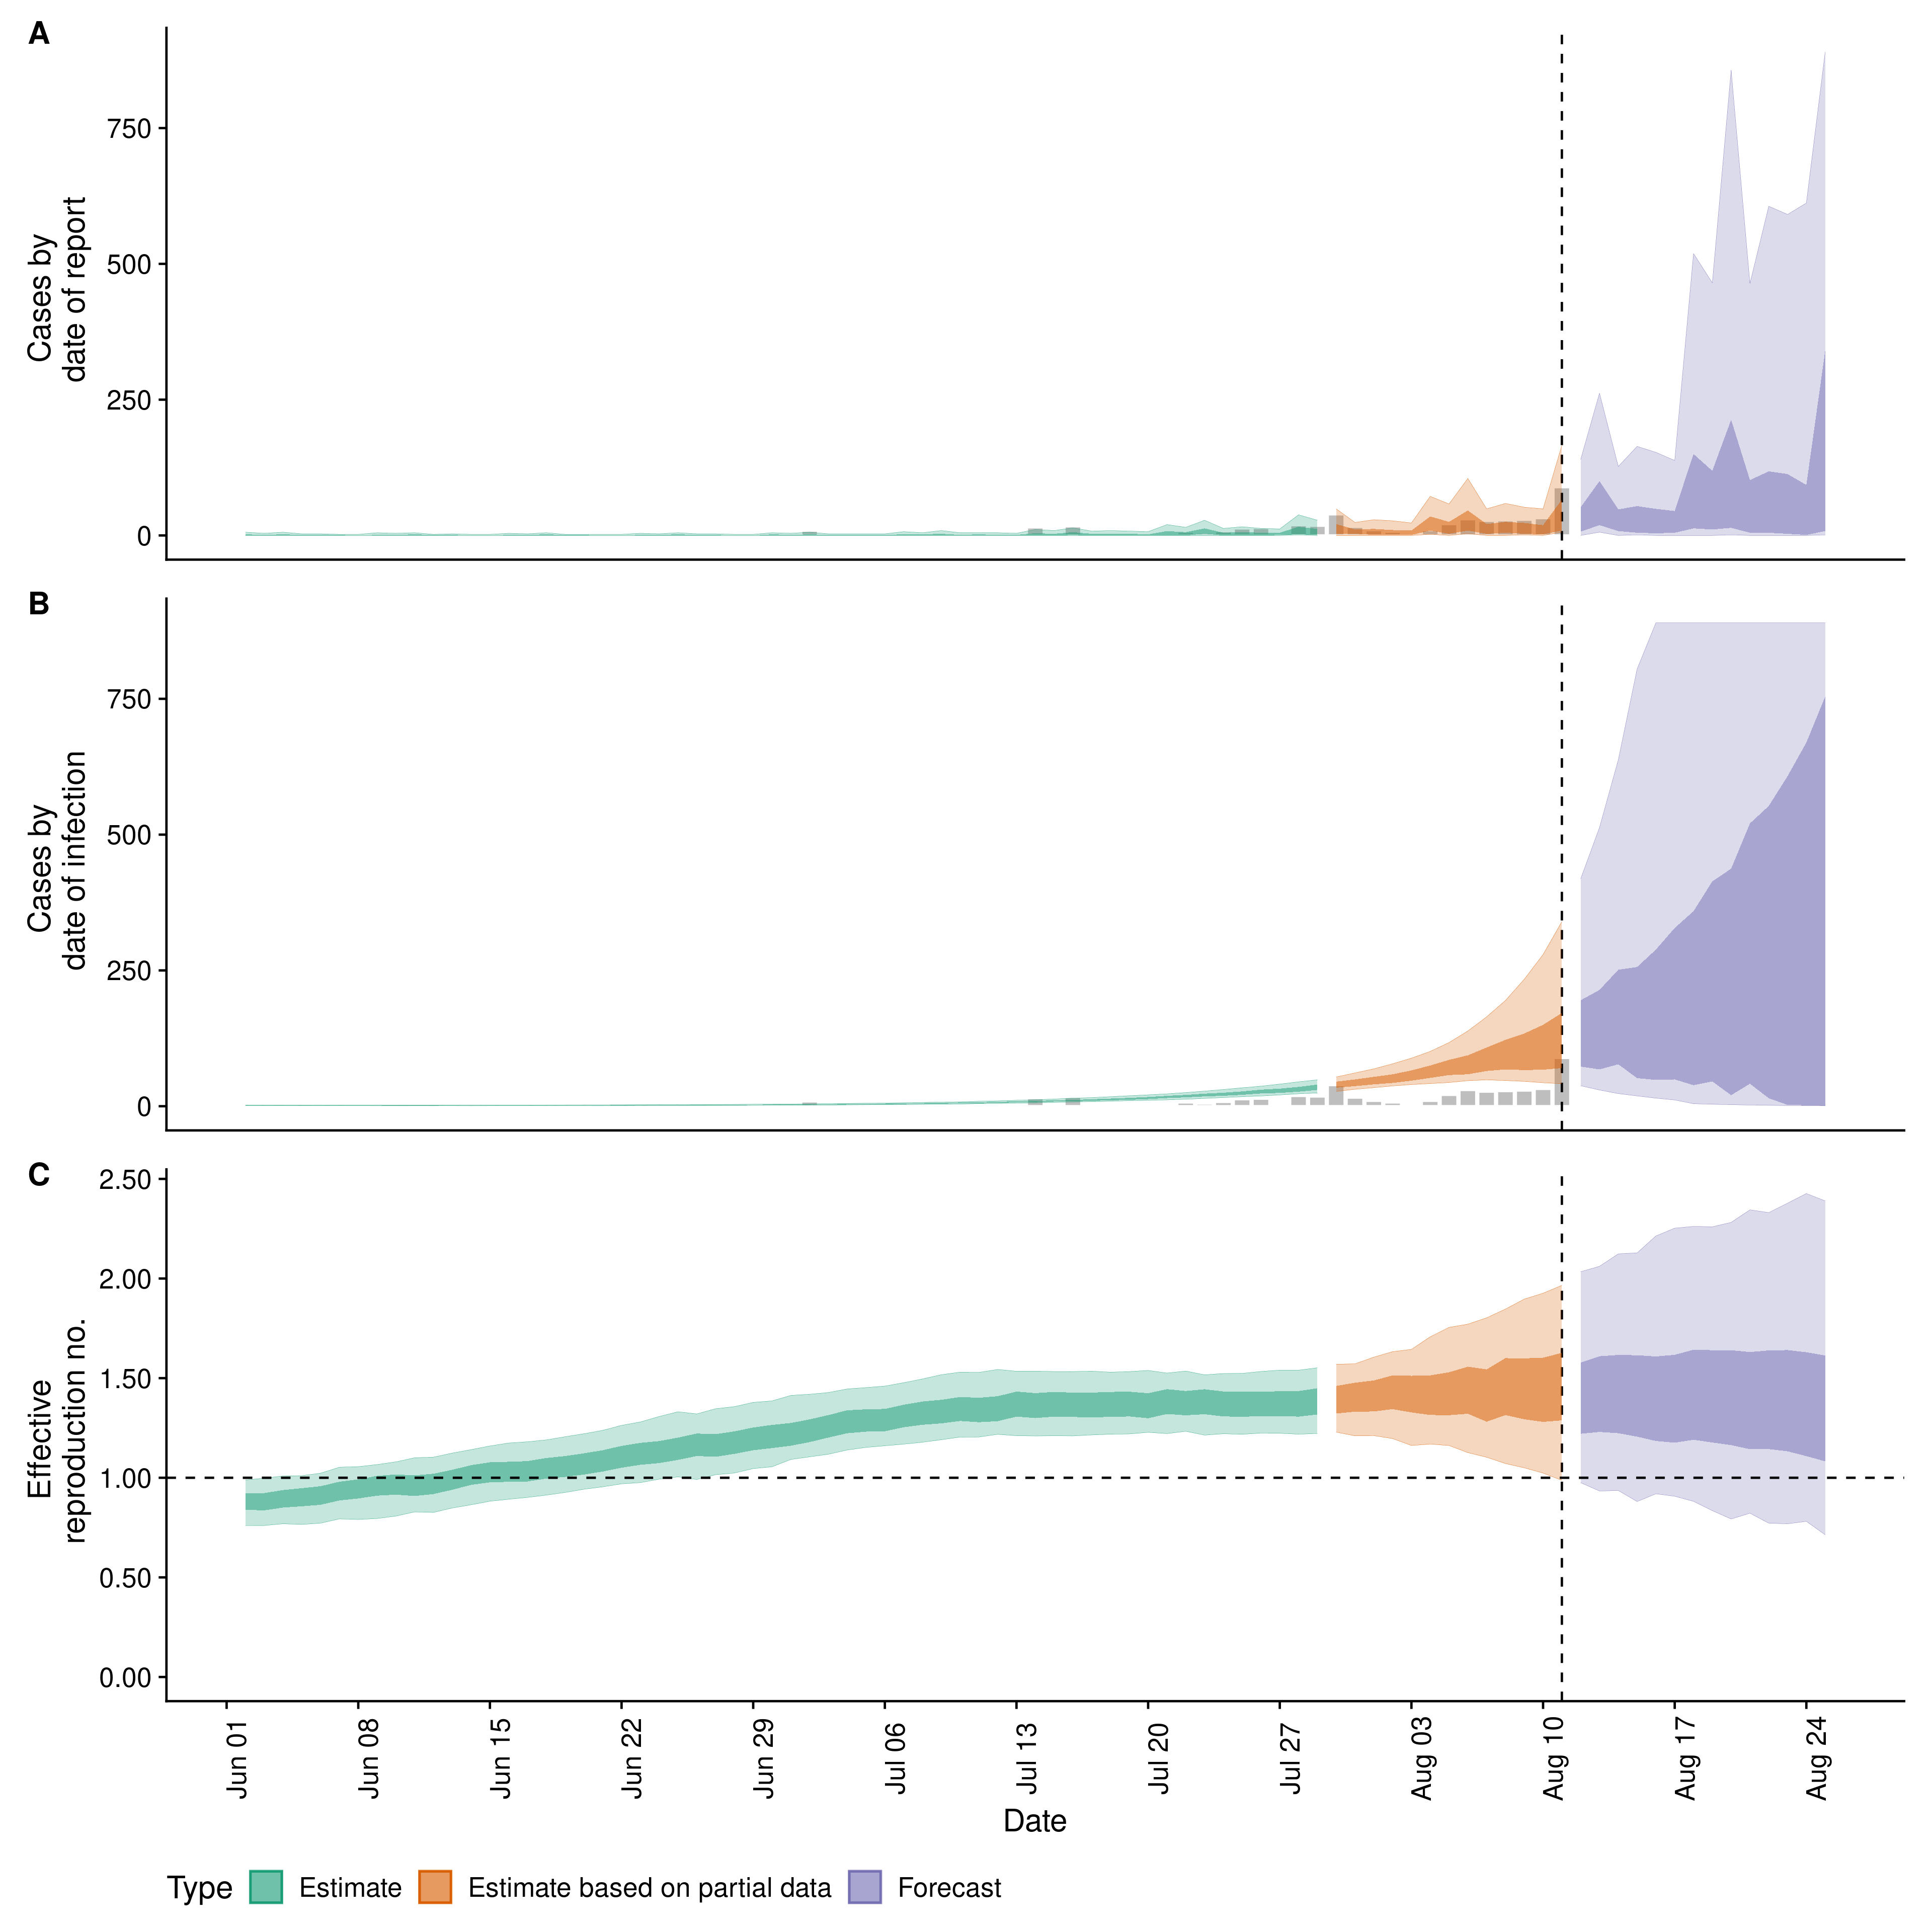 A
Cases by
date of report
750
500
250
0
B
Cases by
date of infection
750
500
250
0
C
Effective
reproduction no.
2.50
2.00
1.50
1.00
0.50
0.00
Jun 01
Jun 08
Jun 15
Jun 22
Jun 29
Jul 06
Jul 13
Jul 20
Jul 27
Aug 03
Aug 10
Aug 17
Aug 24
Date
Type Estimate Estimate based on partial data Forecast